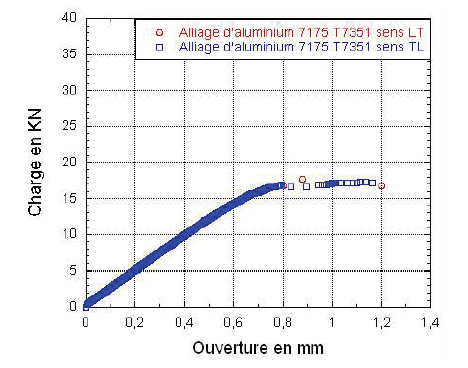 40
35
30
25
20
15
10
5
0
Charge en KN
Alliage d'aluminium 7175 T7351 sens LT
Alliage d'aluminium 7175 T7351 sens TL
0 0,2 0,4 0,6 0,8 1 1,2 1,4
Ouverture en mm